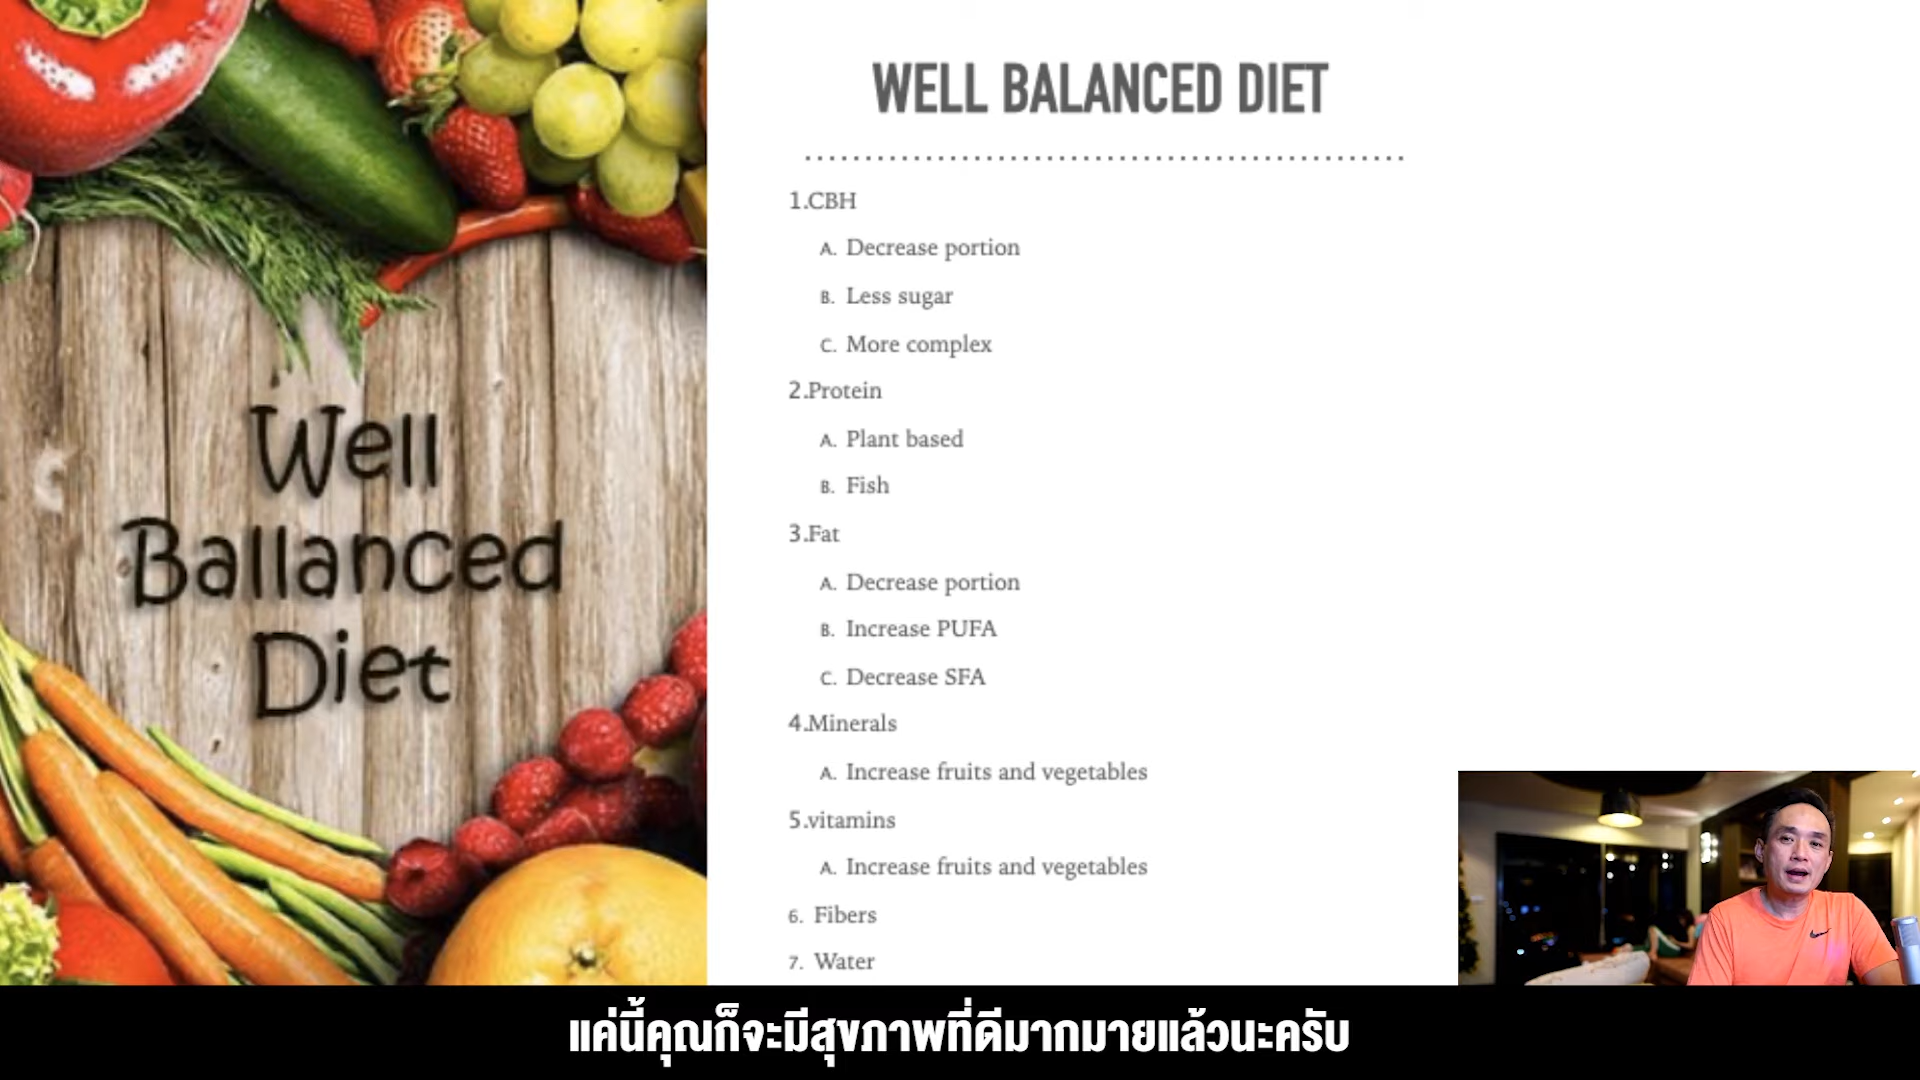 Well
Ballanced
Diet
WELL BALANCED DIET
1.CBH
A. Decrease portion
B. Less sugar
C. More complex
2.Protein
A. Plant based
B. Fish
3.Fat
A. Decrease portion
B. Increase PUFA
C. Decrease SFA
4.Minerals
A. Increase fruits and vegetables
5.vitamins
A. Increase fruits and vegetables
6. Fibers
7. Water
แค่นี้คุณก็จะมีสุขภาพที่ดีมากมายแล้วนะครับ